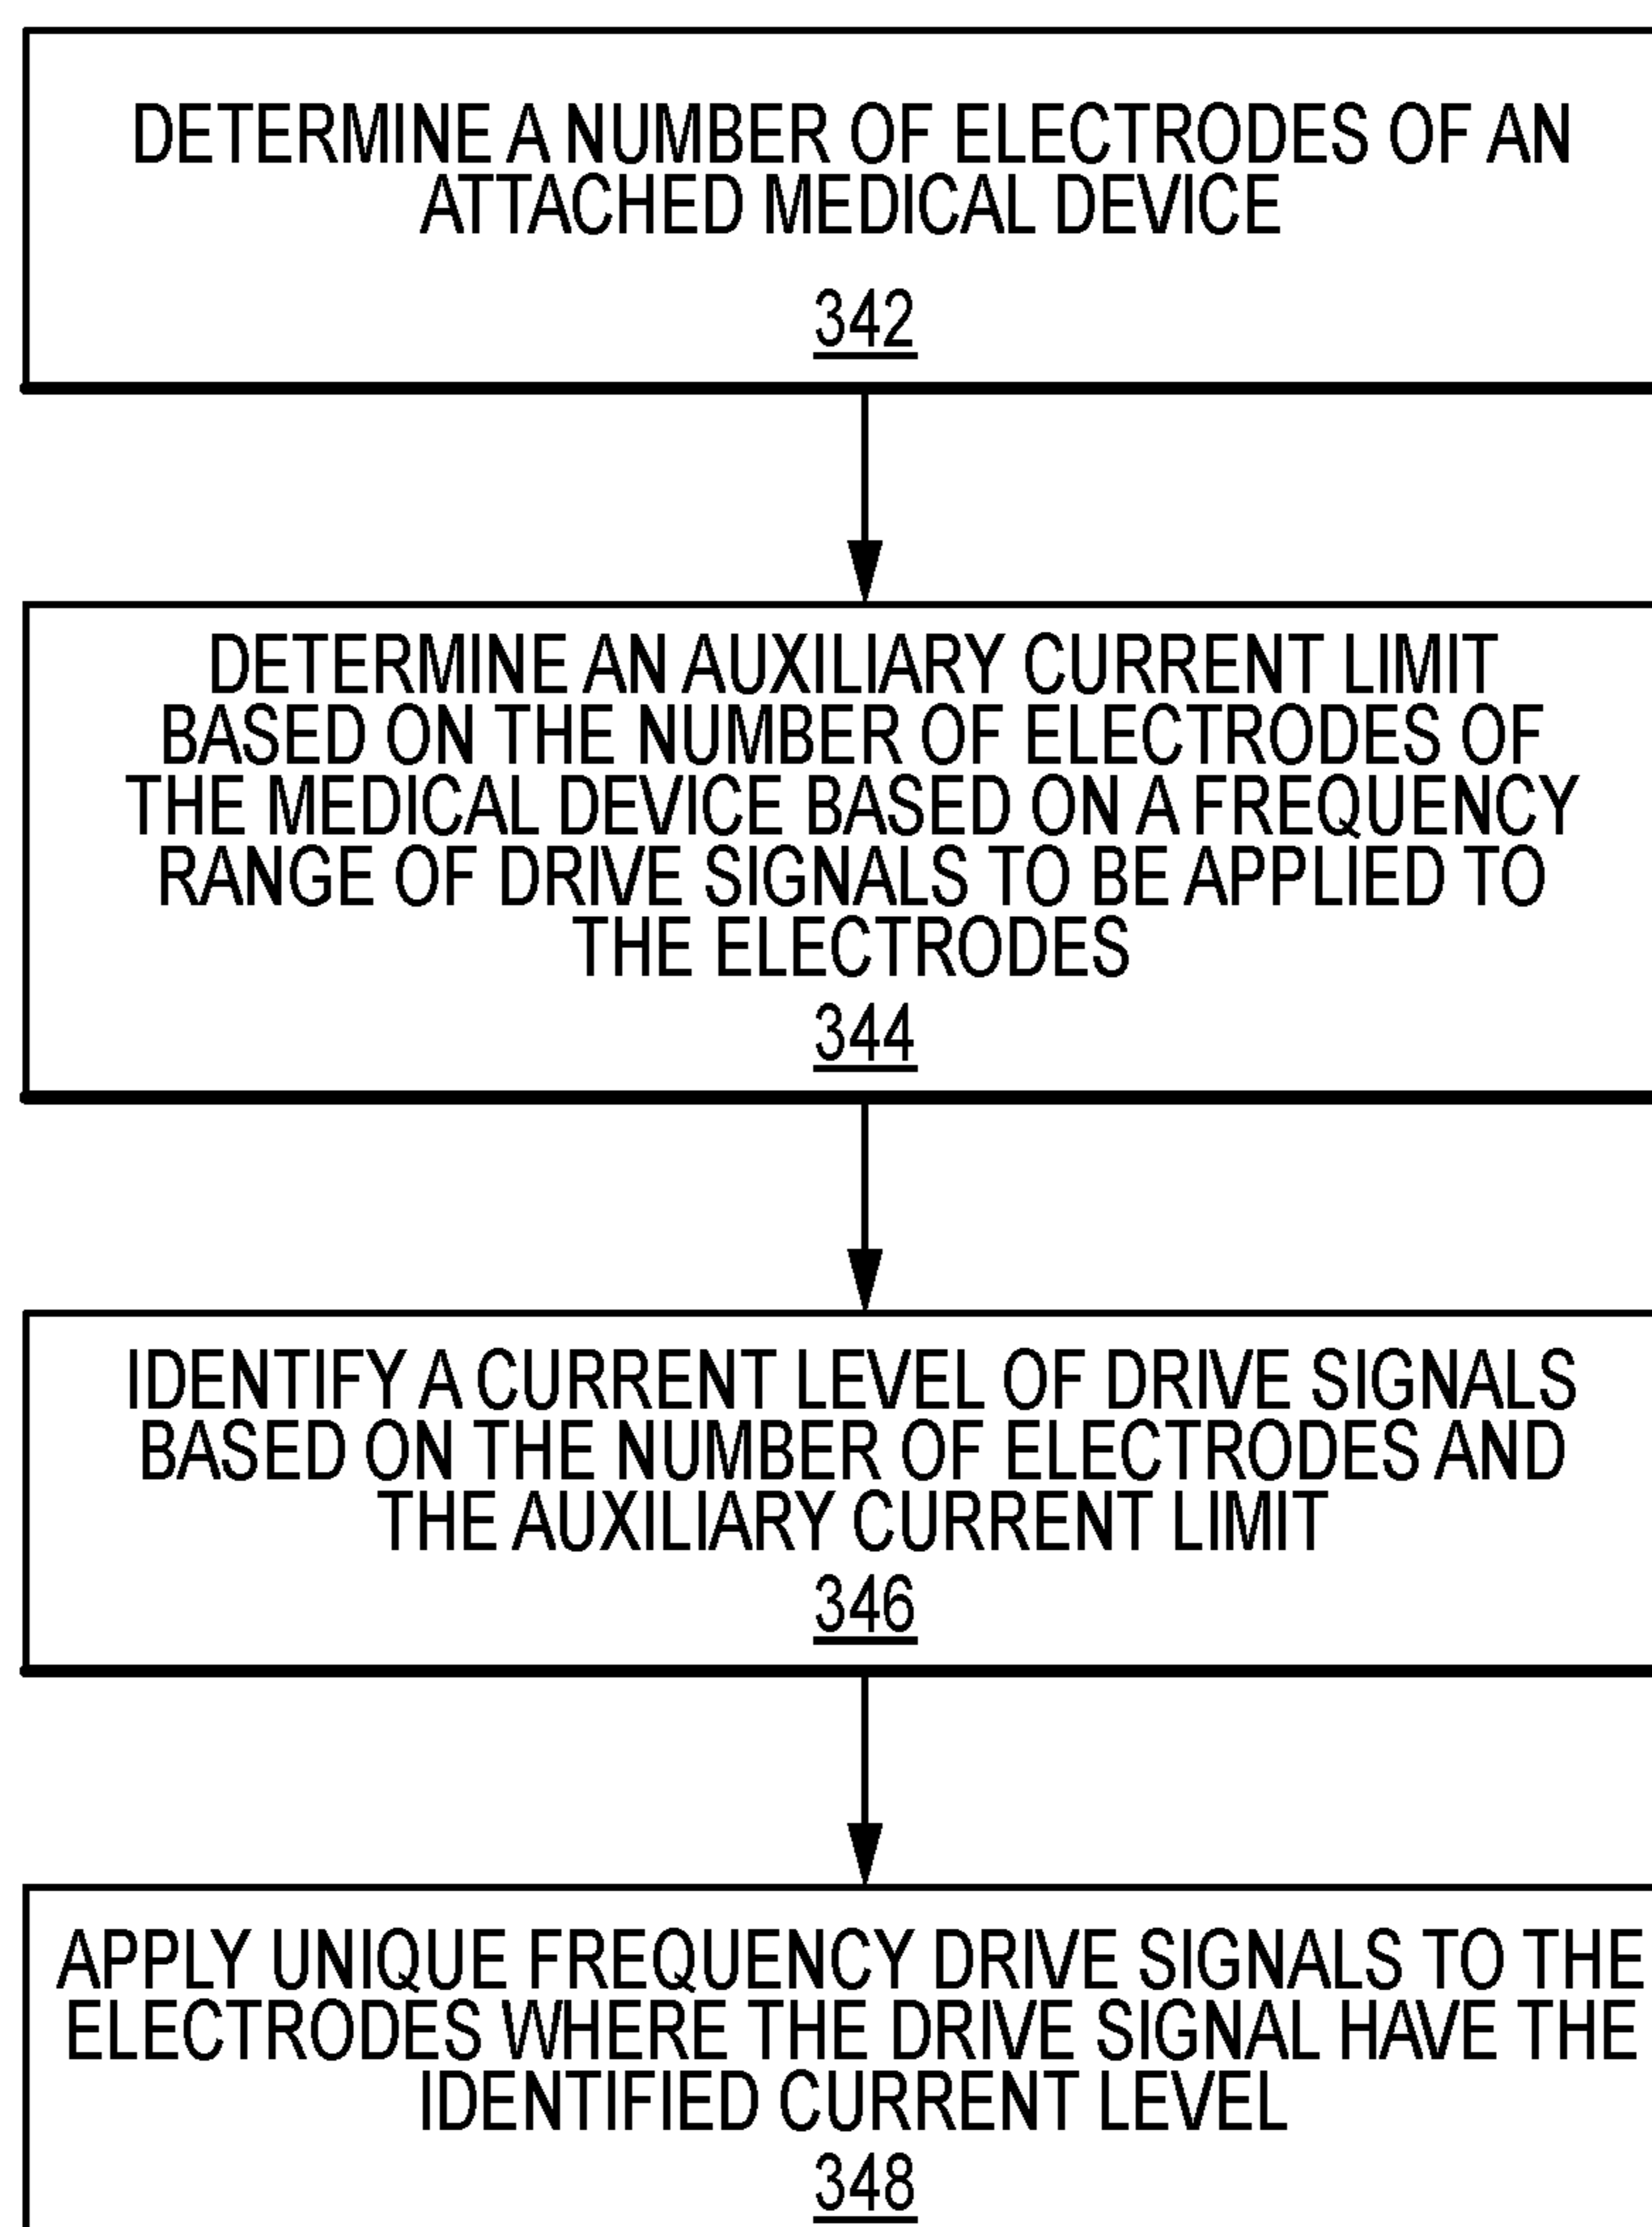 DETERMINE A NUMBER OF ELECTRODES OF AN
ATTACHED MEDICAL DEVICE
342
DETERMINE AN AUXILIARY CURRENT LIMIT
BASED ON THE NUMBER OF ELECTRODES OF
THE MEDICAL DEVICE BASED ON A FREQUENCY
RANGE OF DRIVE SIGNALS TO BE APPLIED TO
THE ELECTRODES
344
IDENTIFY A CURRENT LEVEL OF DRIVE SIGNALS
BASED ON THE NUMBER OF ELECTRODES AND
THE AUXILIARY CURRENT LIMIT
346
APPLY UNIQUE FREQUENCY DRIVE SIGNALS TO THE
ELECTRODES WHERE THE DRIVE SIGNAL HAVE THE
IDENTIFIED CURRENT LEVEL
348